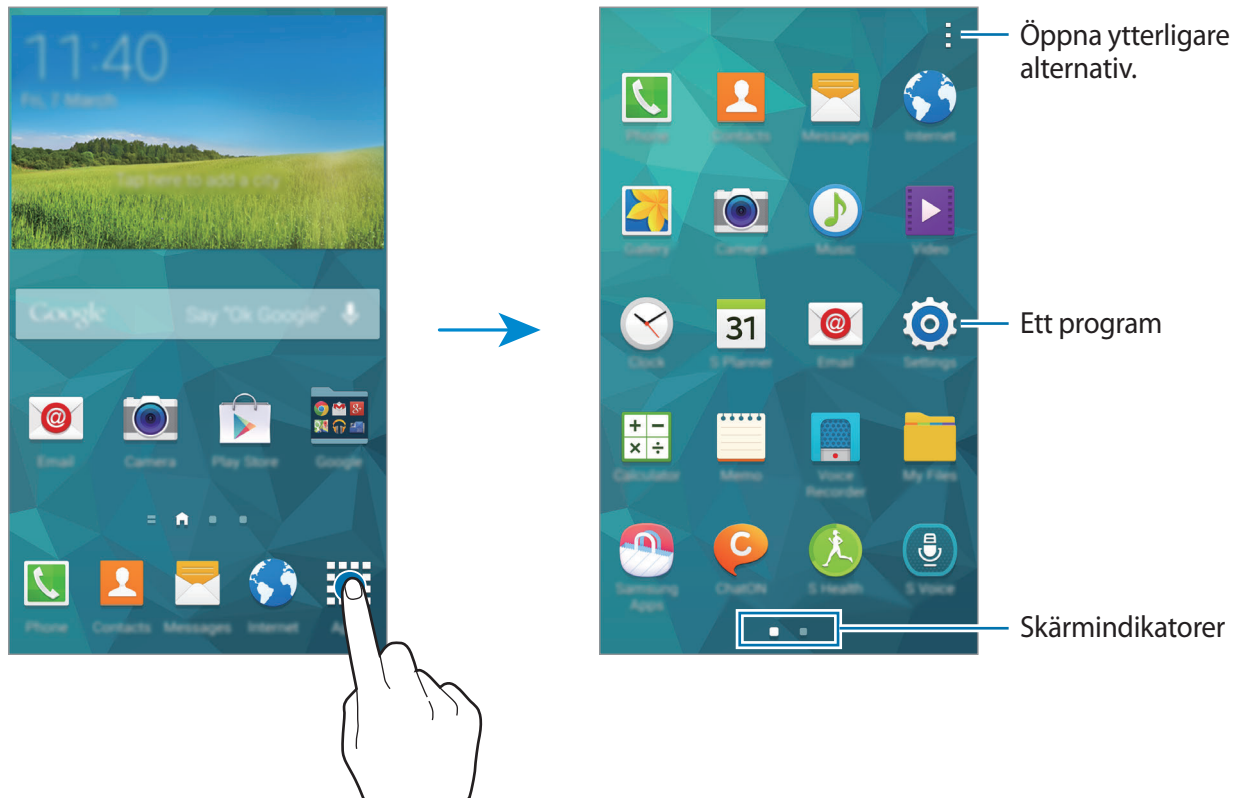 11:40
Fri, 7 March
Tap here to add a city
Google Say "Ok Google"
Email Camera Play Store Google
Phone Contacts Messages Internet
Öppna ytterligare
alternativ.
Phone Contacts Messages Internet
Gallery Camera Music Video
31
Clock S Planner Email Settings
Ett program
Calculator Memo Voice
Recorder My Files
C
Samsung
Apps ChatON S Health S Voice
Skärmindikatorer